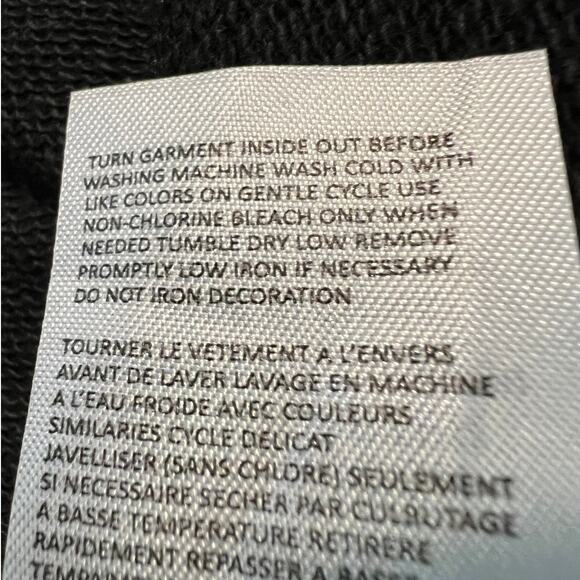 TURN GARMENT INSIDE OUT BEFORE
WASHING MACHINE WASH COLD WITH
LIKE COLORS ON GENTLE CYCLE USE
NON-CHLORINE BLEACH ONLY WHEN
NEEDED TUMBLE DRY LOW REMOVE
PROMPTLY LOW IRON IF NECESSARY
DO NOT IRON DECORATION
TOURNER LE VETEMENT A L'ENVERS
AVANT DE LAVER LAVAGE EN MACHINE
A L'EAU FROIDE AVEC COULEURS
SIMILARIES CYCLE DELICAT
JAVELLISER (SANS CHLORE) SEULEMENT
SI NECESSAIRE SECHER PAR CULBUTAGE
A BASSE TEMPERATURE RETIRERE
RAPIDEMENT REPASSER A BASSE